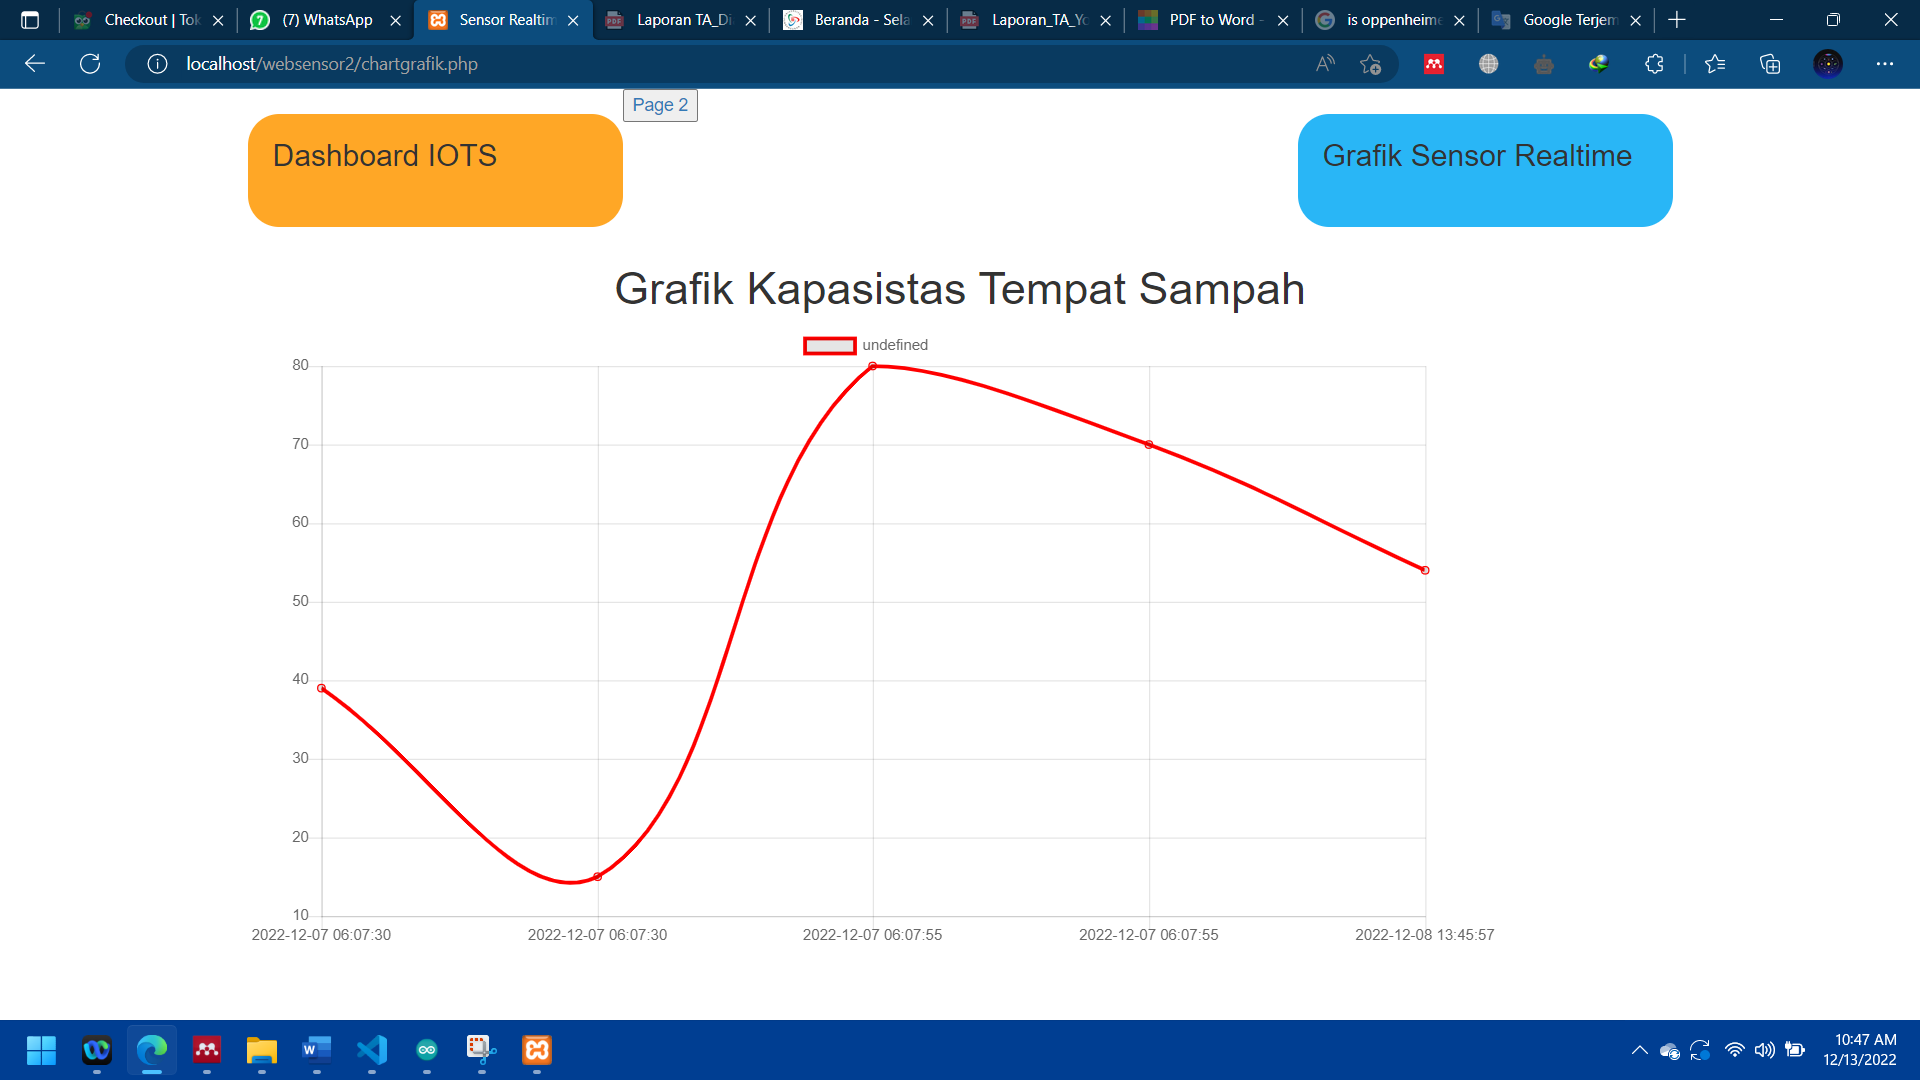 Checkout | Tok
(7) WhatsApp
Sensor Realtim
Laporan TA_Di
Beranda - Sela
Laporan_TA_Yo
PDF to Word -
is oppenheime
Google Terjem
localhost/websensor2/chartgrafik.php
Page 2
Dashboard IOTS
Grafik Sensor Realtime
Grafik Kapasistas Tempat Sampah
undefined
80
70
60
50
40
30
20
10
2022-12-07 06:07:30
2022-12-07 06:07:30
2022-12-07 06:07:55
2022-12-07 06:07:55
2022-12-08 13:45:57
10:47 AM
12/13/2022